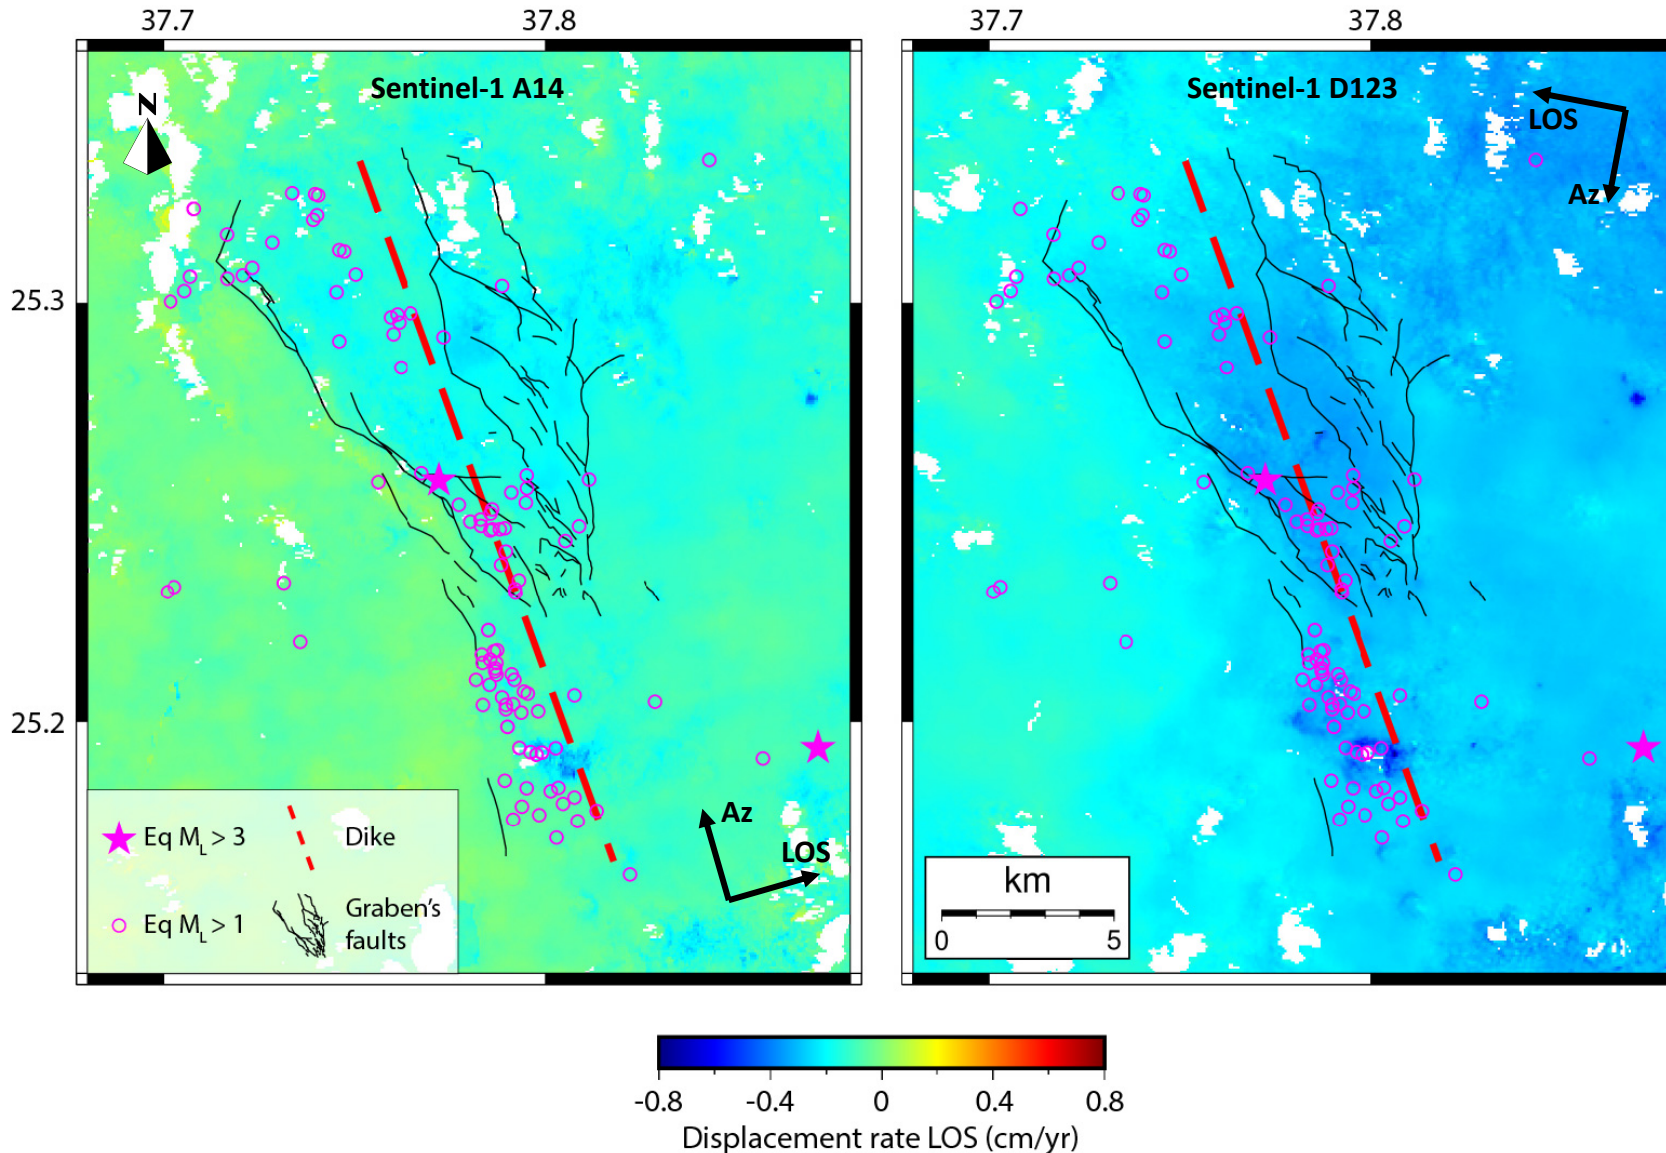 37.7 37.8 37.7 37.8
Sentinel-1 A14
Sentinel-1 D123
N
LOS
Az
25.3
25.2
Az
LOS
Eq M_L > 3
Dike
Eq M_L > 1
Graben's
faults
km
0 5
-0.8 -0.4 0 0.4 0.8
Displacement rate LOS (cm/yr)